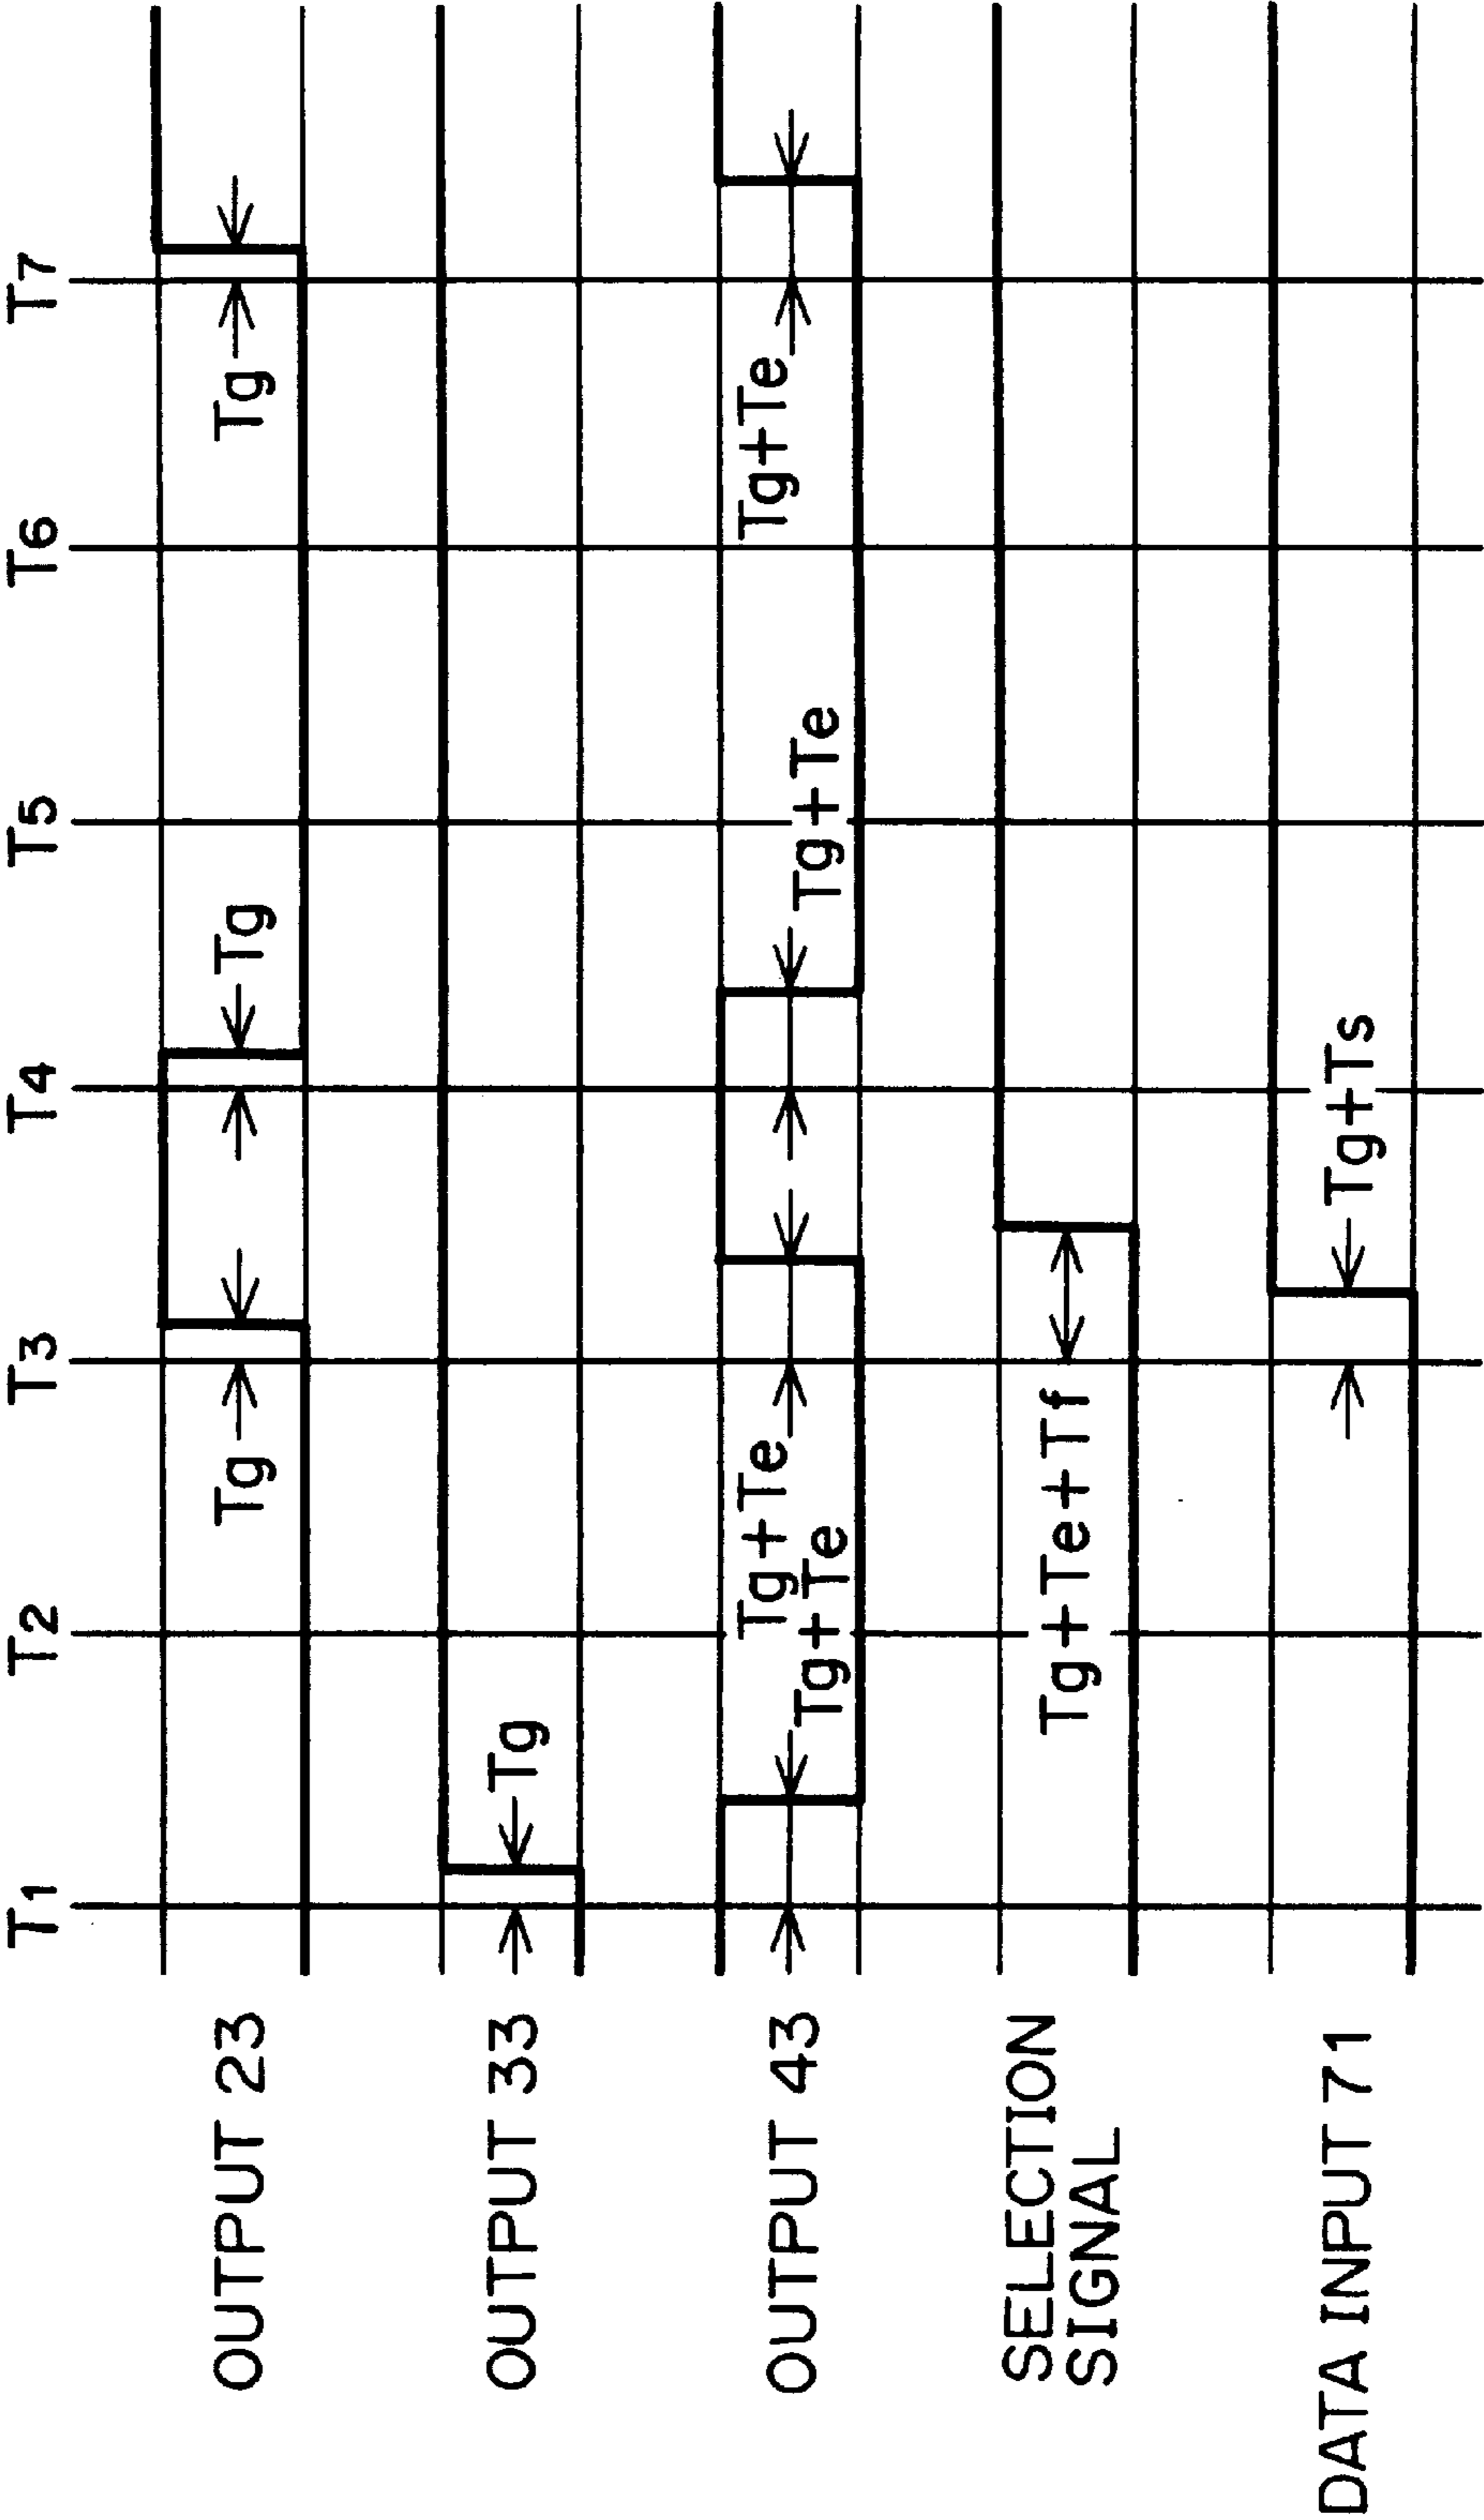 T1 T2 T3 T4 T5 T6 T7
OUTPUT 23
Tg
Tg
Tg
OUTPUT 33
Tg
OUTPUT 43
Tg+Te
Tg+Te
Tg+Te
Tg+Te
SELECTION
SIGNAL
Tg+Te+Tf
DATA INPUT 71
Tg+Ts